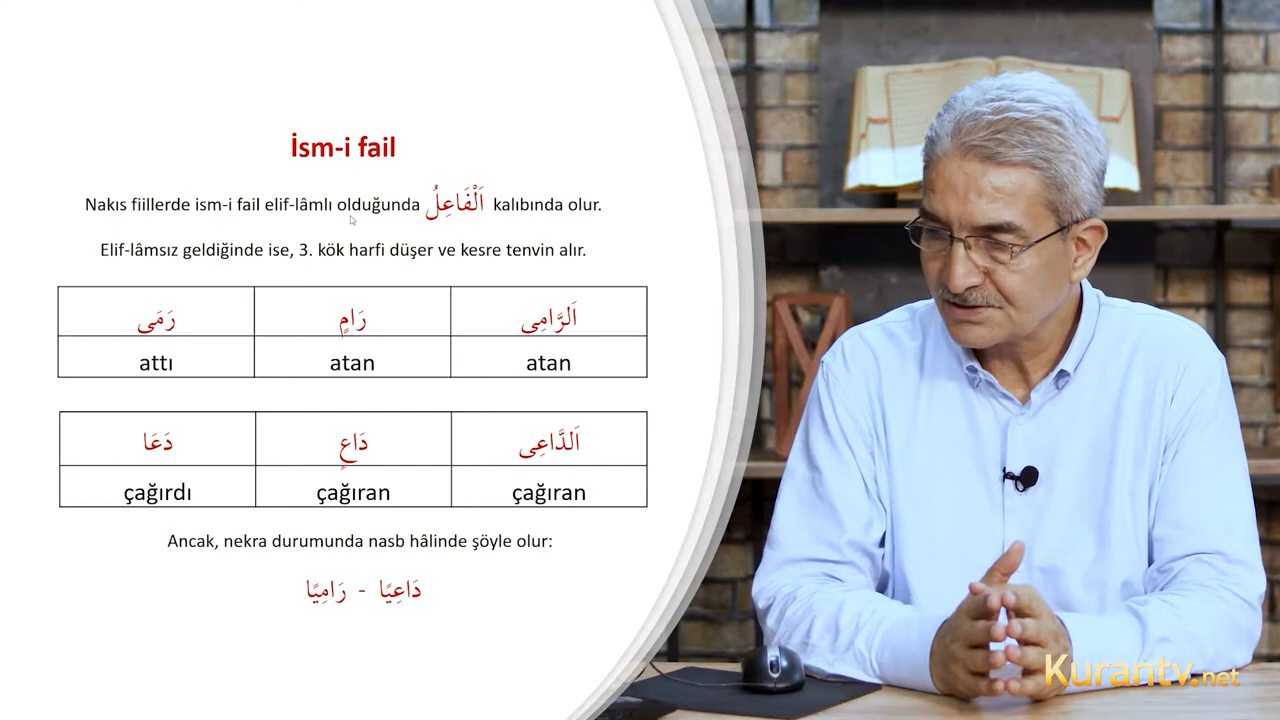 İsm-i fail
Nakıs fiillerde ism-i fail elif-lâmlı olduğunda اَلْفَاعِلُ kalıbında olur.
Elif-lâmsız geldiğinde ise, 3. kök harfi düşer ve kesre tenvin alır.
رَمَى رَامٍ اَلرَّامِى
attı atan atan
دَعَا دَاعٍ اَلدَّاعِى
çağırdı çağıran çağıran
Ancak, nekra durumunda nasb hâlinde şöyle olur:
دَاعِيًا - رَامِيًا
Kurantv.net